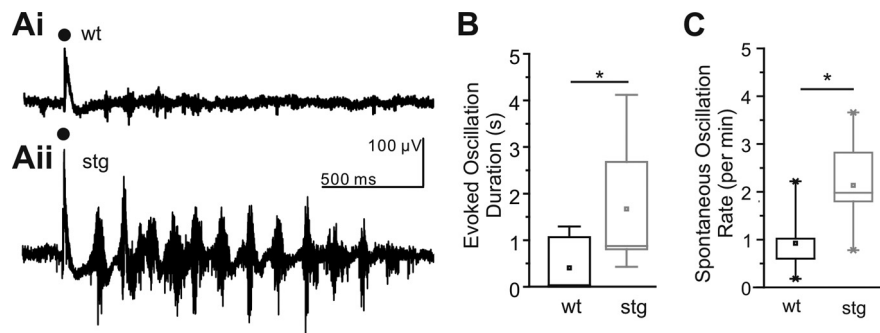 Ai
wt
Aii
stg
100 µV
500 ms
B
Evoked Oscillation
Duration (s)
5
4
3
2
1
0
*
wt
stg
C
Spontaneous Oscillation
Rate (per min)
5
4
3
2
1
0
*
wt
stg